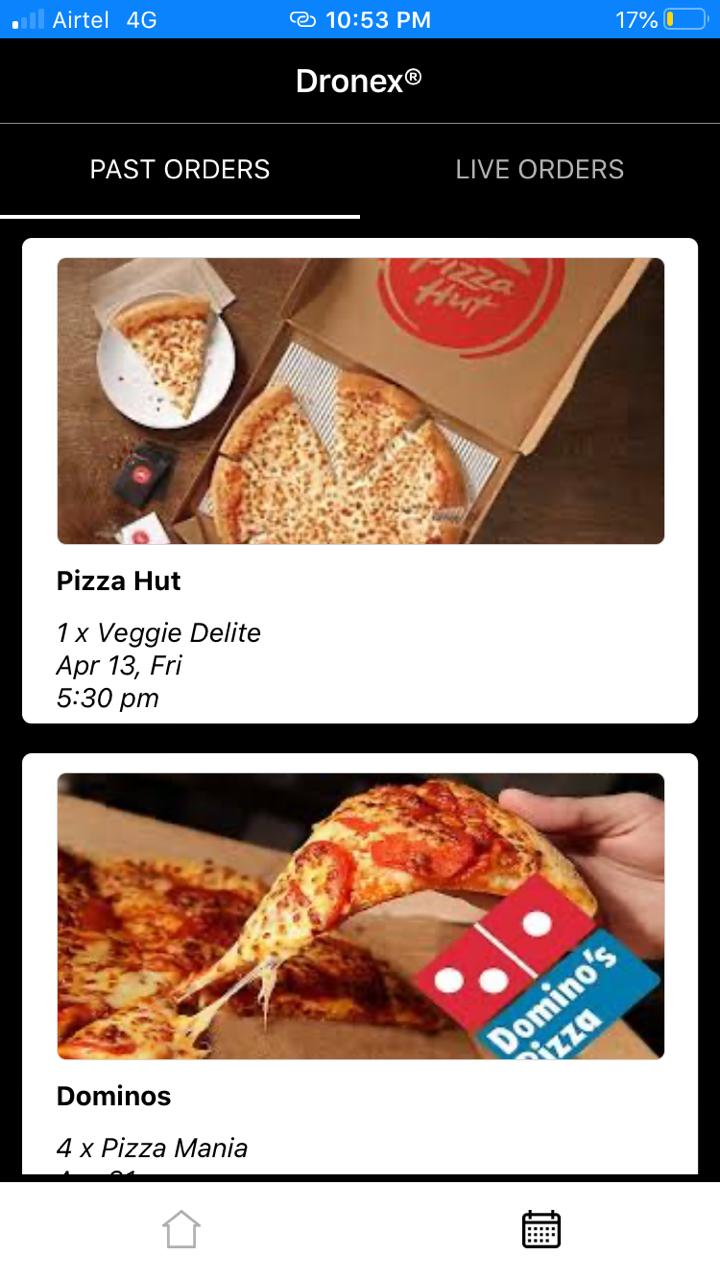 Airtel 4G 10:53 PM 17%
Dronex®
PAST ORDERS LIVE ORDERS
Pizza
Hut
Pizza Hut
1 x Veggie Delite
Apr 13, Fri
5:30 pm
Domino's
Pizza
Dominos
4 x Pizza Mania